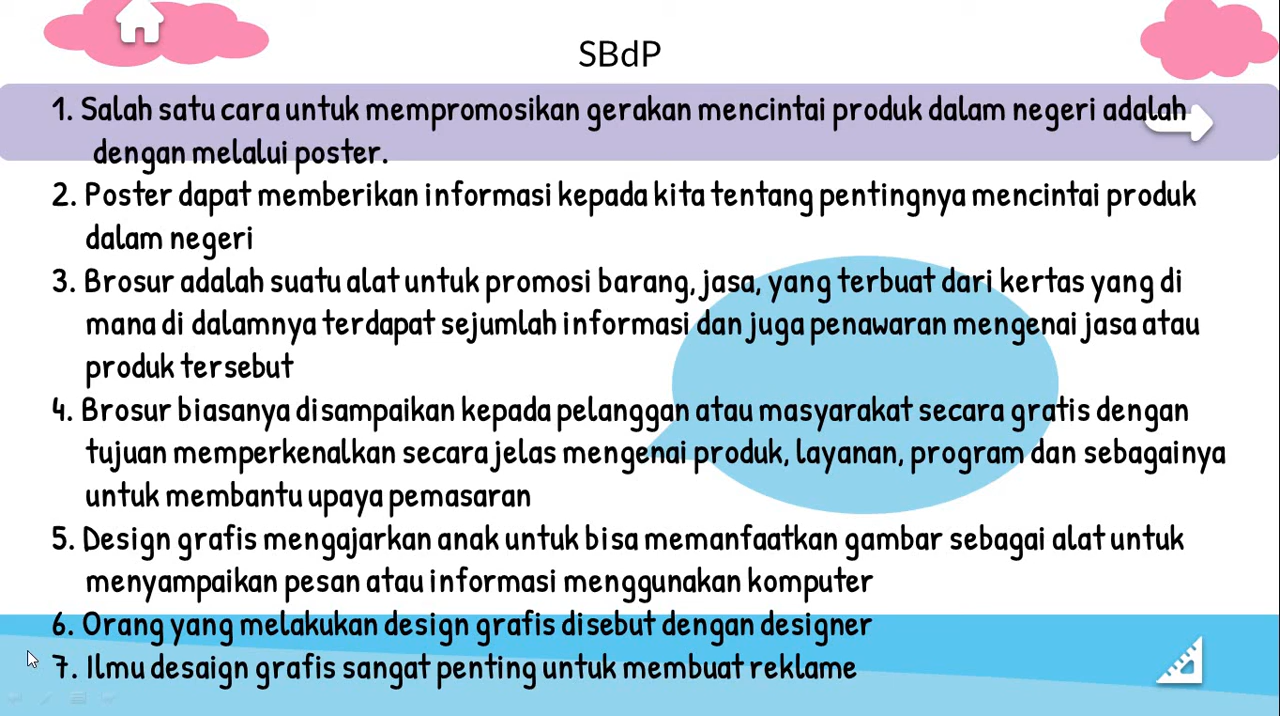 SBdP
1. Salah satu cara untuk mempromosikan gerakan mencintai produk dalam negeri adalah
dengan melalui poster.
2. Poster dapat memberikan informasi kepada kita tentang pentingnya mencintai produk
dalam negeri
3. Brosur adalah suatu alat untuk promosi barang, jasa, yang terbuat dari kertas yang di
mana di dalamnya terdapat sejumlah informasi dan juga penawaran mengenai jasa atau
produk tersebut
4. Brosur biasanya disampaikan kepada pelanggan atau masyarakat secara gratis dengan
tujuan memperkenalkan secara jelas mengenai produk, layanan, program dan sebagainya
untuk membantu upaya pemasaran
5. Design grafis mengajarkan anak untuk bisa memanfaatkan gambar sebagai alat untuk
menyampaikan pesan atau informasi menggunakan komputer
6. Orang yang melakukan design grafis disebut dengan designer
7. Ilmu desaign grafis sangat penting untuk membuat reklame